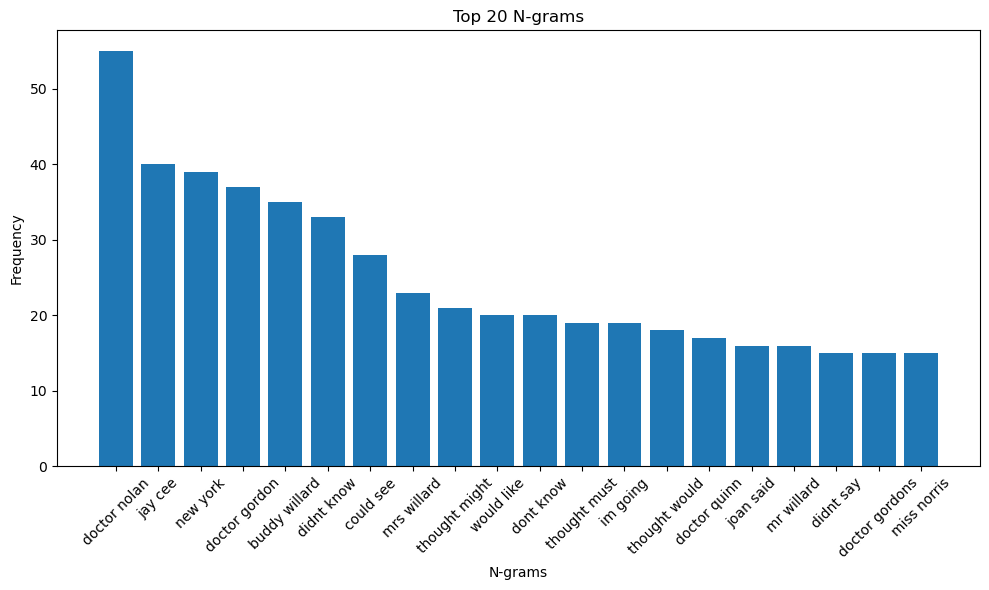 Top 20 N-grams
Frequency
50
40
30
20
10
0
doctor nolan
jay cee
new york
doctor gordon
buddy willard
didnt know
could see
mrs willard
thought might
would like
dont know
thought must
im going
thought would
doctor quinn
joan said
mr willard
didnt say
doctor gordons
miss norris
N-grams